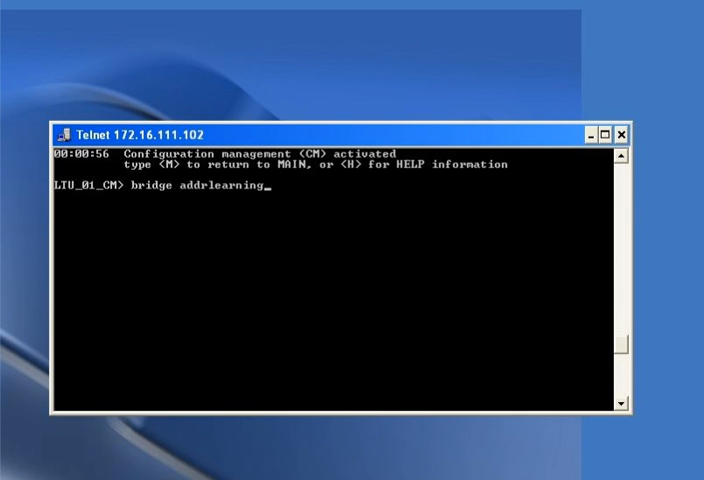 Telnet 172.16.111.102
00:00:56 Configuration management <CM> activated
type <M> to return to MAIN, or <H> for HELP information
LTU_01_CM> bridge addrlearning_